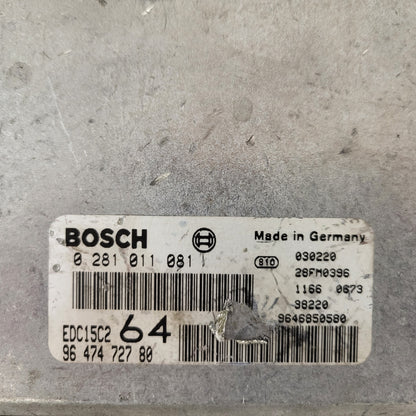 BOSCH
Made in Germany
0 281 011 081
810
030220
28FM0396
1166 0673
98220
9646850580
EDC15C2
64
96 474 727 80